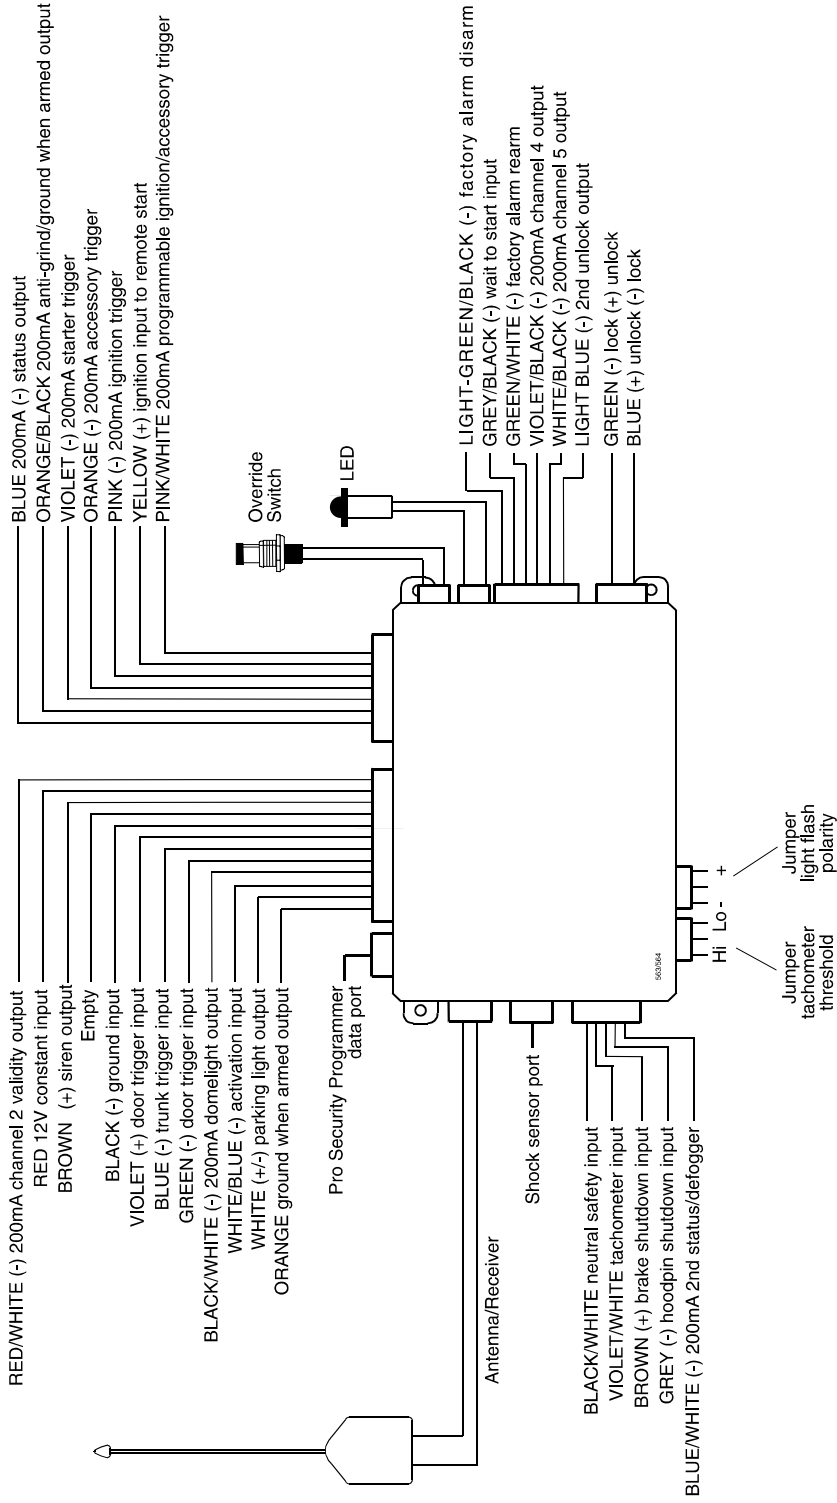 RED/WHITE (-) 200mA channel 2 validity output
RED 12V constant input
BROWN (+) siren output
Empty
BLACK (-) ground input
VIOLET (+) door trigger input
BLUE (-) trunk trigger input
GREEN (-) door trigger input
BLACK/WHITE (-) 200mA domelight output
WHITE/BLUE (-) activation input
WHITE (+/-) parking light output
ORANGE ground when armed output
BLUE 200mA (-) status output
ORANGE/BLACK 200mA anti-grind/ground when armed output
VIOLET (-) 200mA starter trigger
ORANGE (-) 200mA accessory trigger
PINK (-) 200mA ignition trigger
YELLOW (+) ignition input to remote start
PINK/WHITE 200mA programmable ignition/accessory trigger
Override
Switch
LED
Pro Security Programmer
data port
LIGHT-GREEN/BLACK (-) factory alarm disarm
GREY/BLACK (-) wait to start input
GREEN/WHITE (-) factory alarm rearm
VIOLET/BLACK (-) 200mA channel 4 output
WHITE/BLACK (-) 200mA channel 5 output
LIGHT BLUE (-) 2nd unlock output
GREEN (-) lock (+) unlock
BLUE (+) unlock (-) lock
Antenna/Receiver
Shock sensor port
BLACK/WHITE neutral safety input
VIOLET/WHITE tachometer input
BROWN (+) brake shutdown input
GREY (-) hoodpin shutdown input
BLUE/WHITE (-) 200mA 2nd status/defogger
563/564
Hi Lo - +
Jumper
tachometer
threshold
Jumper
light flash
polarity